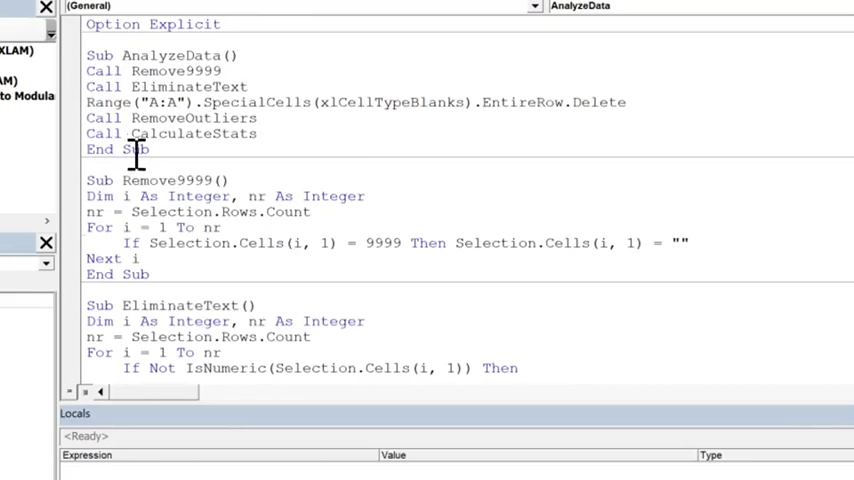 (General)
AnalyzeData
XLAM)
AM)
to Modula
Option Explicit
Sub AnalyzeData()
Call Remove9999
Call EliminateText
Range("A:A").SpecialCells(xlCellTypeBlanks).EntireRow.Delete
Call RemoveOutliers
Call CalculateStats
End Sub
Sub Remove9999()
Dim i As Integer, nr As Integer
nr = Selection.Rows.Count
For i = 1 To nr
If Selection.Cells(i, 1) = 9999 Then Selection.Cells(i, 1) = ""
Next i
End Sub
Sub EliminateText()
Dim i As Integer, nr As Integer
nr = Selection.Rows.Count
For i = 1 To nr
If Not IsNumeric(Selection.Cells(i, 1)) Then
Locals
<Ready>
Expression Value Type